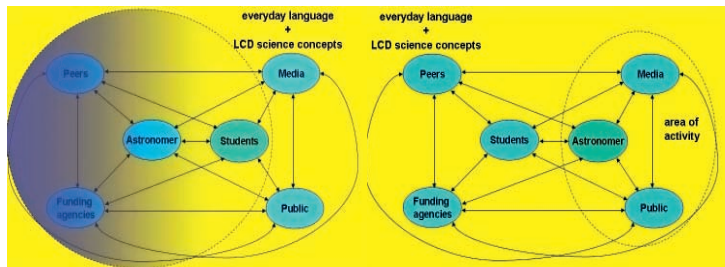 everyday language
+
LCD science concepts
Peers
Media
Astronomer
Students
Funding
agencies
Public
everyday language
+
LCD science concepts
Peers
Media
area of
activity
Students
Astronomer
Funding
agencies
Public